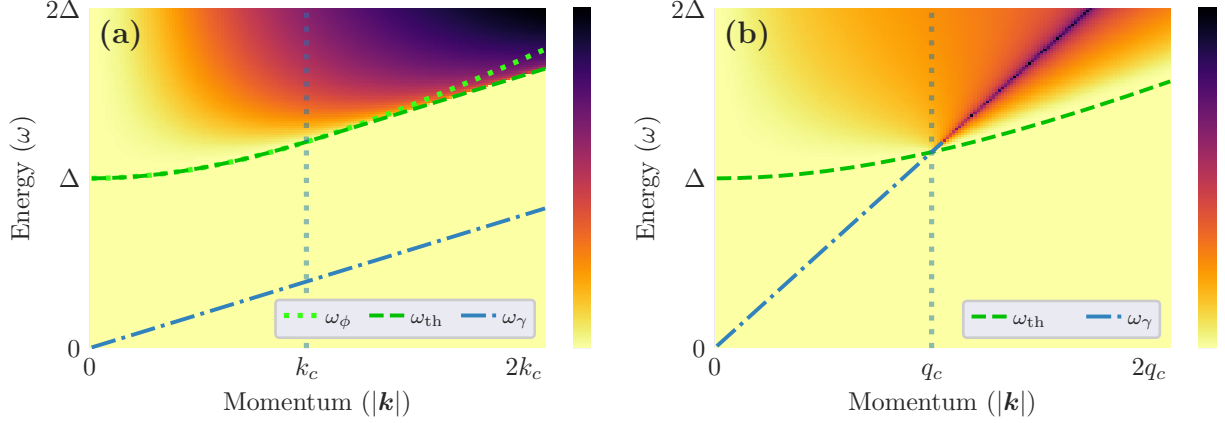 (a)
2Δ
Δ
0
Energy (ω)
ω_ϕ ω_th ω_γ
0 k_c 2k_c
Momentum (|k|)
(b)
2Δ
Δ
0
Energy (ω)
ω_th ω_γ
0 q_c 2q_c
Momentum (|k|)